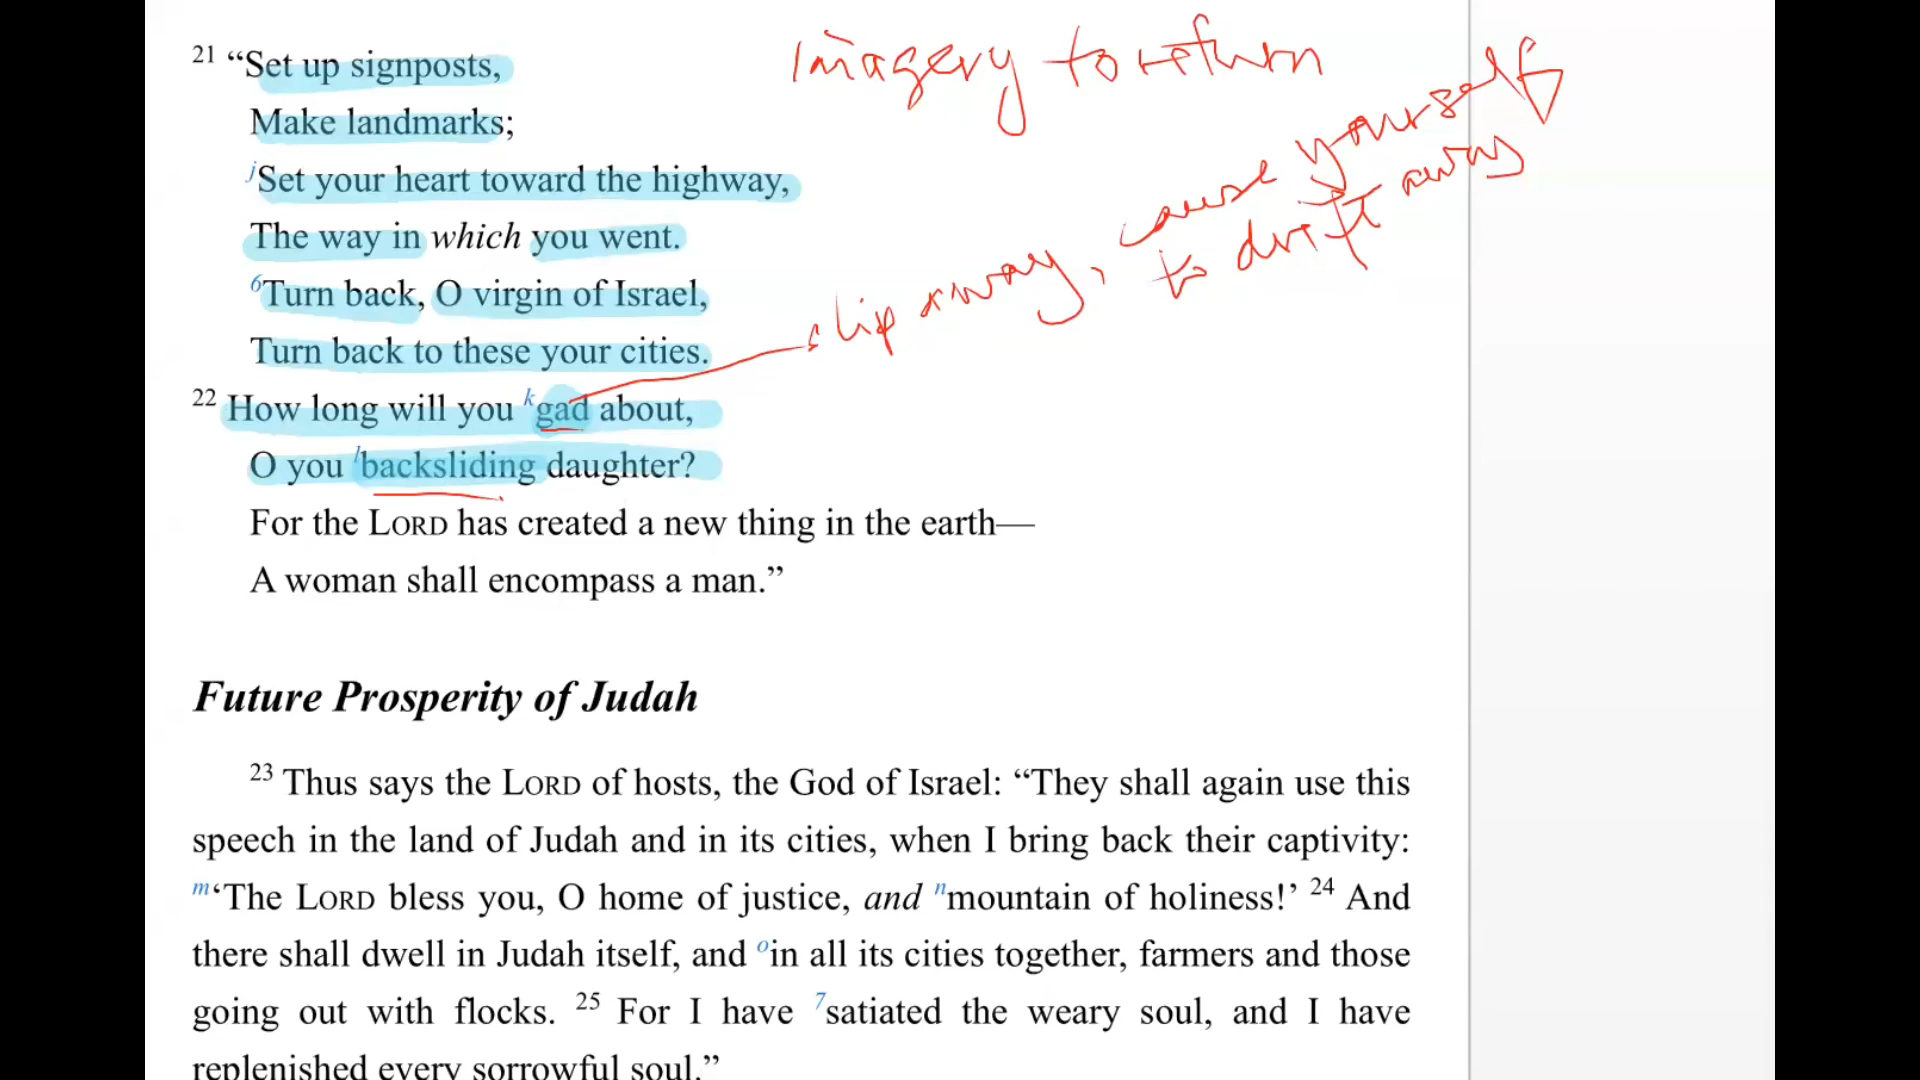 21 “Set up signposts,
Make landmarks;
jSet your heart toward the highway,
The way in which you went.
6Turn back, O virgin of Israel,
Turn back to these your cities.
22 How long will you kgad about,
O you lbacksliding daughter?
For the LORD has created a new thing in the earth—
A woman shall encompass a man.”
imagery to return
slip away, cause yourself
to drift away
Future Prosperity of Judah
23 Thus says the LORD of hosts, the God of Israel: “They shall again use this
speech in the land of Judah and in its cities, when I bring back their captivity:
m‘The LORD bless you, O home of justice, and nmountain of holiness!’ 24 And
there shall dwell in Judah itself, and oin all its cities together, farmers and those
going out with flocks. 25 For I have 7satiated the weary soul, and I have
replenished every sorrowful soul.”